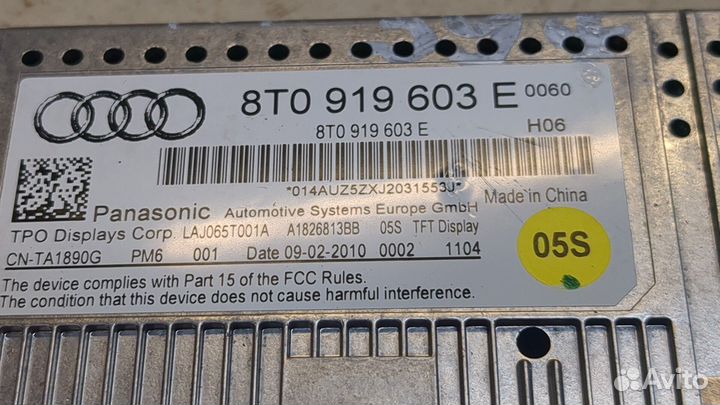 8T0 919 603 E 0060
8T0 919 603 E H06
*014AUZ5ZXJ2031553J*
Panasonic Automotive Systems Europe GmbH Made in China
TPO Displays Corp. LAJ065T001A A1826813BB 05S TFT Display
CN-TA1890G PM6 001 Date 09-02-2010 0002 1104
05S
The device complies with Part 15 of the FCC Rules.
The condition that this device does not cause harmful interference.
Avito